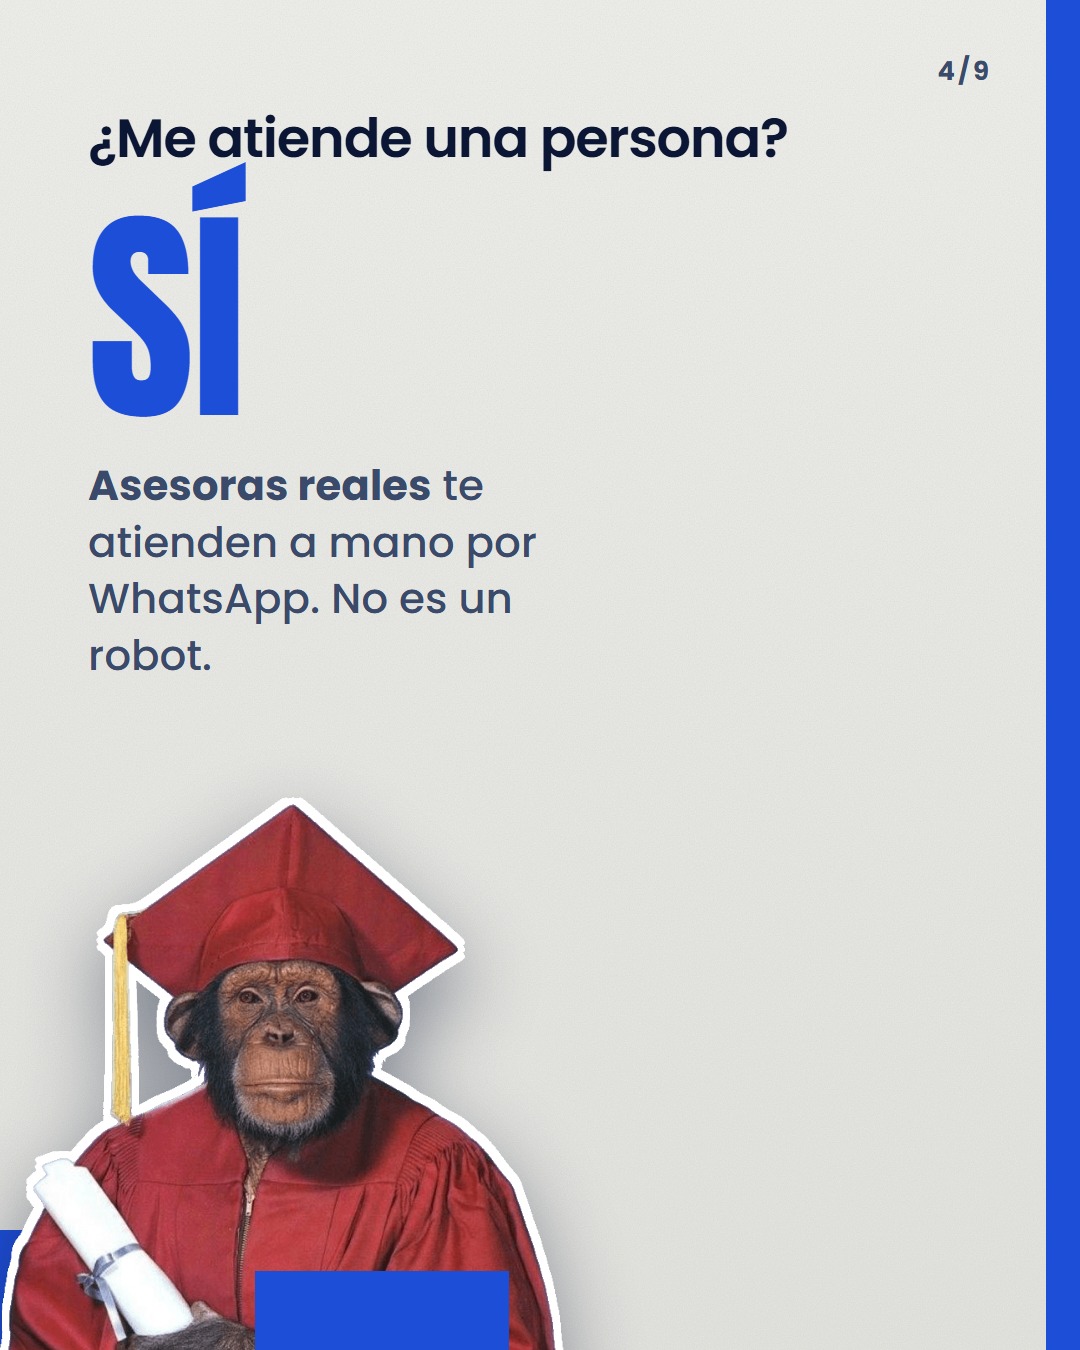 4/9
¿Me atiende una persona?
SÍ
Asesoras reales te
atienden a mano por
WhatsApp. No es un
robot.